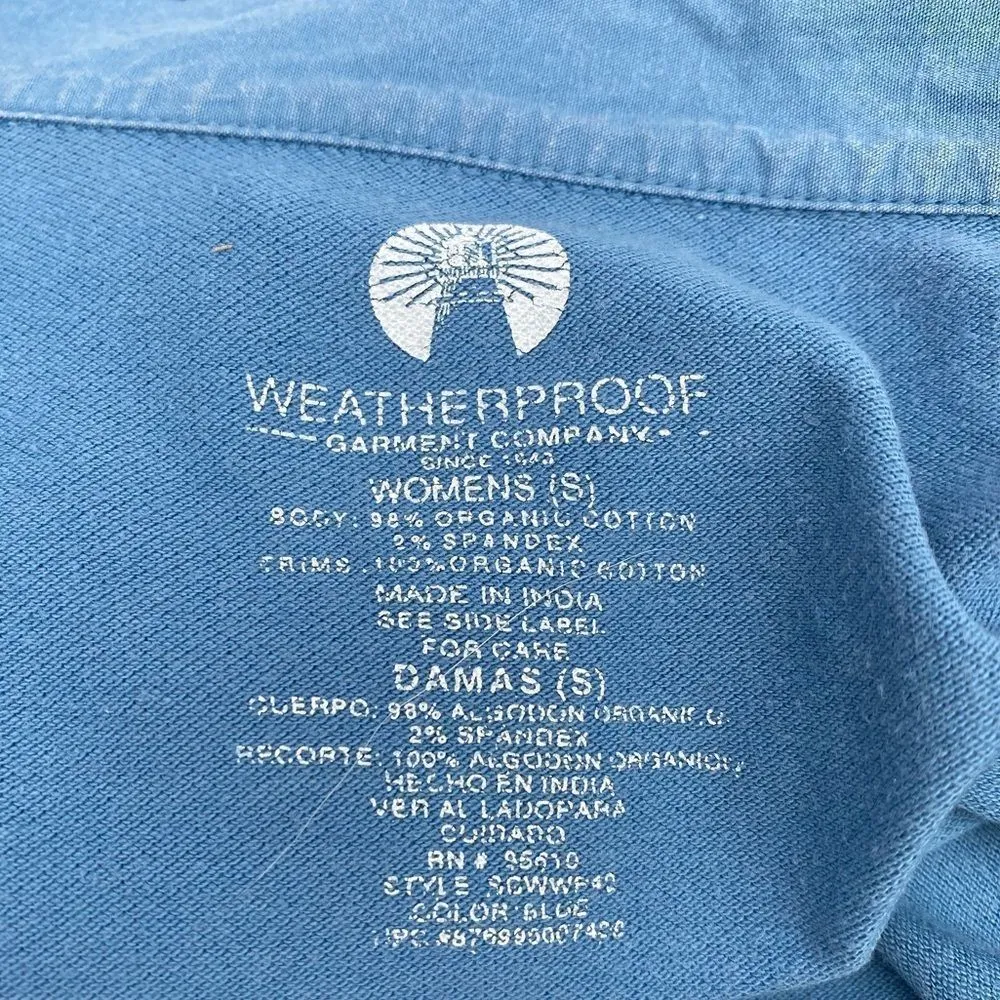 WEATHERPROOF
GARMENT COMPANY
SINCE
WOMENS (S)
BODY: 98% ORGANIC COTTON
2% SPANDEX
TRIMS : 100% ORGANIC COTTON
MADE IN INDIA
SEE SIDE LABEL
FOR CARE
DAMAS (S)
CUERPO: 98% ALGODON ORGANICO
2% SPANDEX
RECORTE: 100% ALGODON ORGANICO
HECHO EN INDIA
VER AL LADOPARA
CUIDADO
RN #
STYLE
COLOR: BLUE
UPC